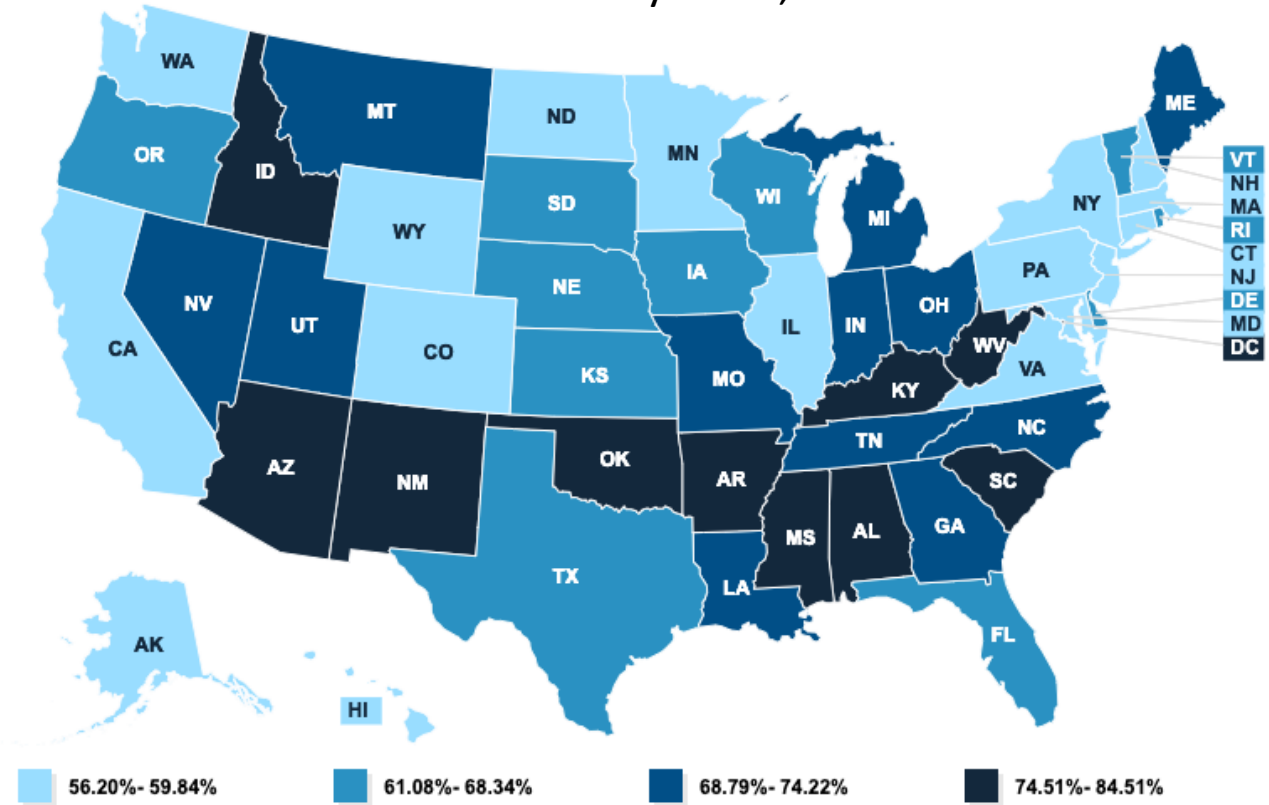 WA
MT
ND
MN
ME
OR
ID
SD
WI
VT
NH
NY
MA
WY
MI
RI
CT
IA
PA
NJ
NE
DE
NV
UT
OH
MD
IL
IN
DC
CO
WV
CA
KS
MO
VA
KY
NC
TN
AZ
OK
NM
AR
SC
GA
MS
AL
TX
LA
FL
AK
HI
56.20%- 59.84%
61.08%- 68.34%
68.79%- 74.22%
74.51%- 84.51%